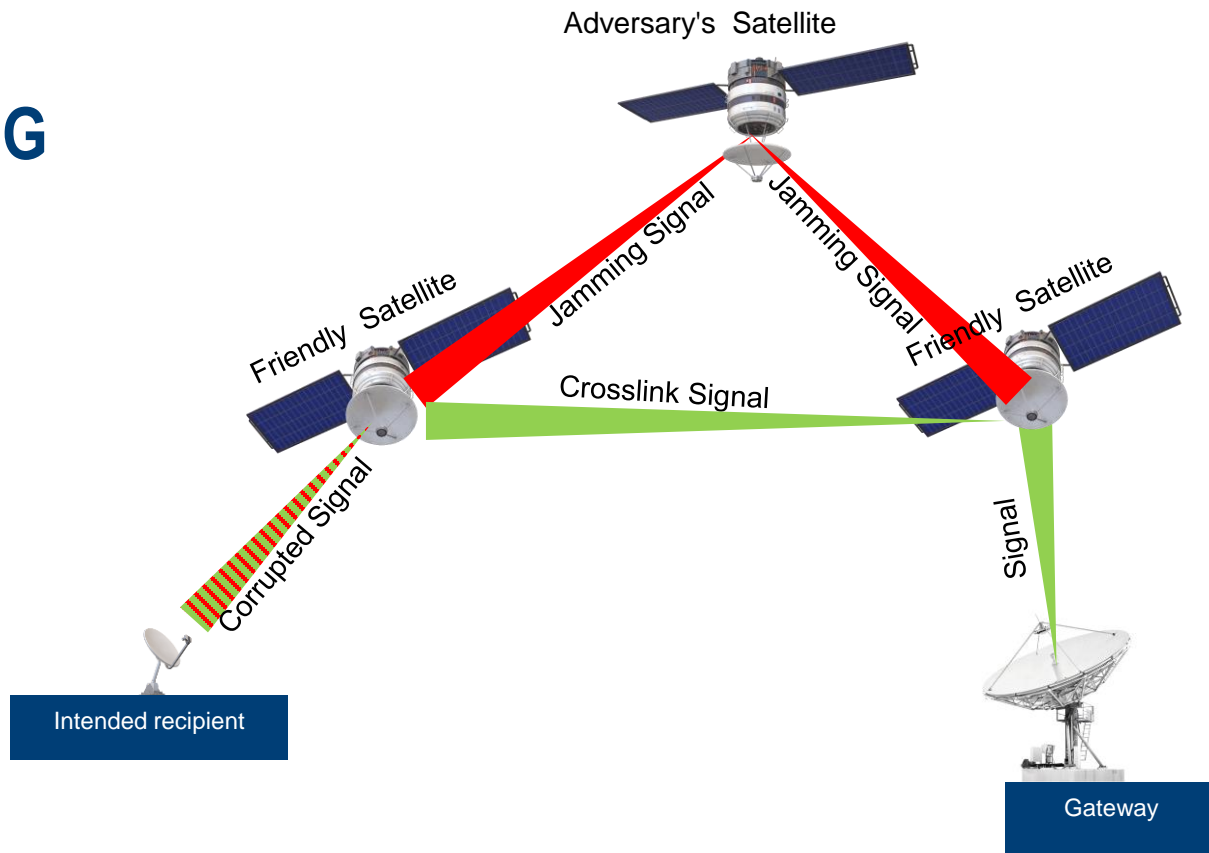 Adversary's Satellite
G
Jamming Signal
Jamming Signal
Friendly Satellite
Friendly Satellite
Crosslink Signal
Corrupted Signal
Signal
Intended recipient
Gateway